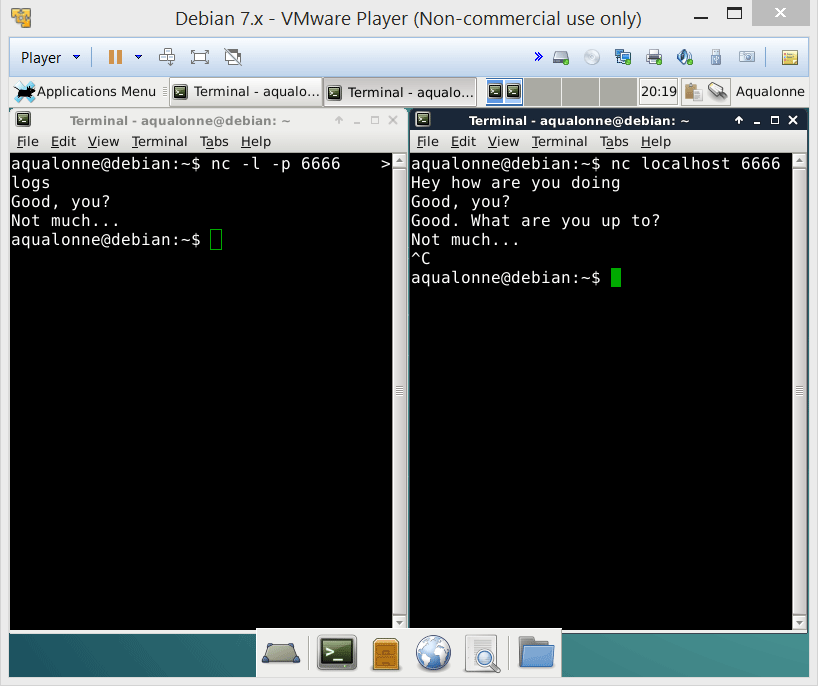 Debian 7.x - VMware Player (Non-commercial use only)
Player
Applications Menu
Terminal - aqualo...
Terminal - aqualo...
20:19
Aqualonne
Terminal - aqualonne@debian: ~
File Edit View Terminal Tabs Help
aqualonne@debian:~$ nc -l -p 6666 >
logs
Good, you?
Not much...
aqualonne@debian:~$
Terminal - aqualonne@debian: ~
File Edit View Terminal Tabs Help
aqualonne@debian:~$ nc localhost 6666
Hey how are you doing
Good, you?
Good. What are you up to?
Not much...
^C
aqualonne@debian:~$